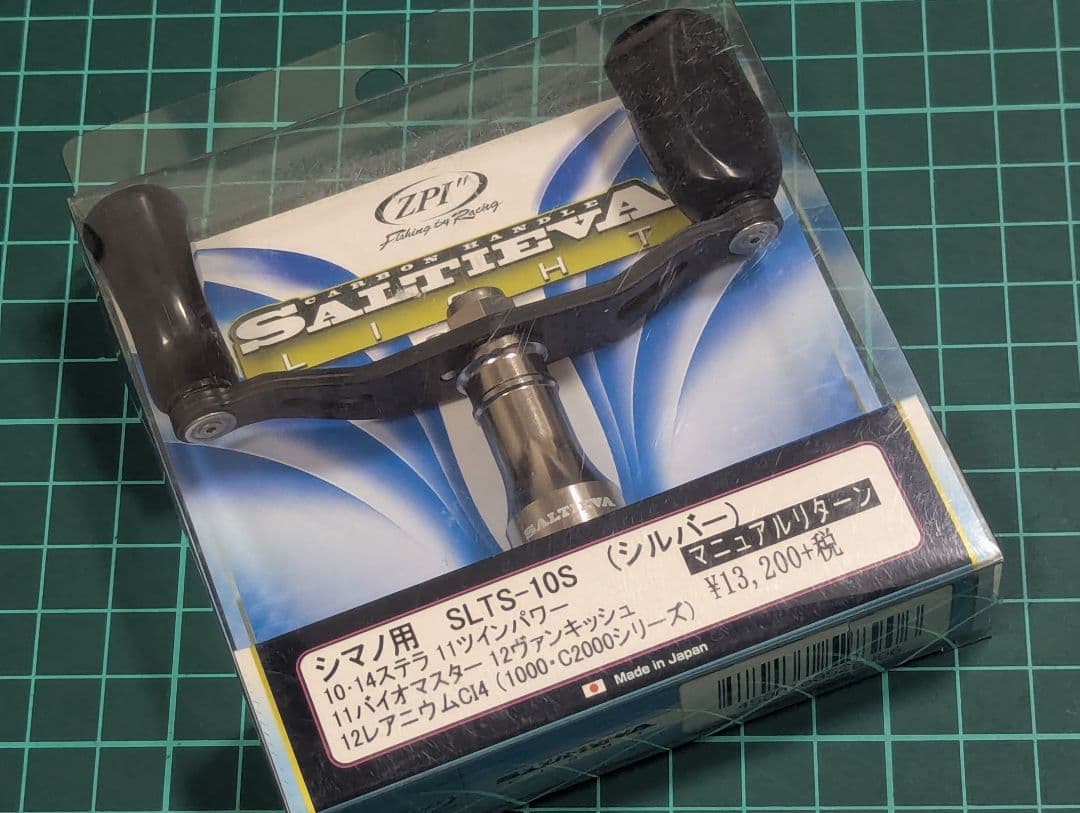 ZPI"
Fishing by Racing
CARBON HANDLE
SALTIEVA
LI HT
SALTIEVA
シマノ用 SLTS-10S (シルバー)
マニュアルリターン
¥13,200+税
10・14ステラ 11ツインパワー
11バイオマスター 12ヴァンキッシュ
12レアニウムCI4 (1000・C2000シリーズ)
Made in Japan